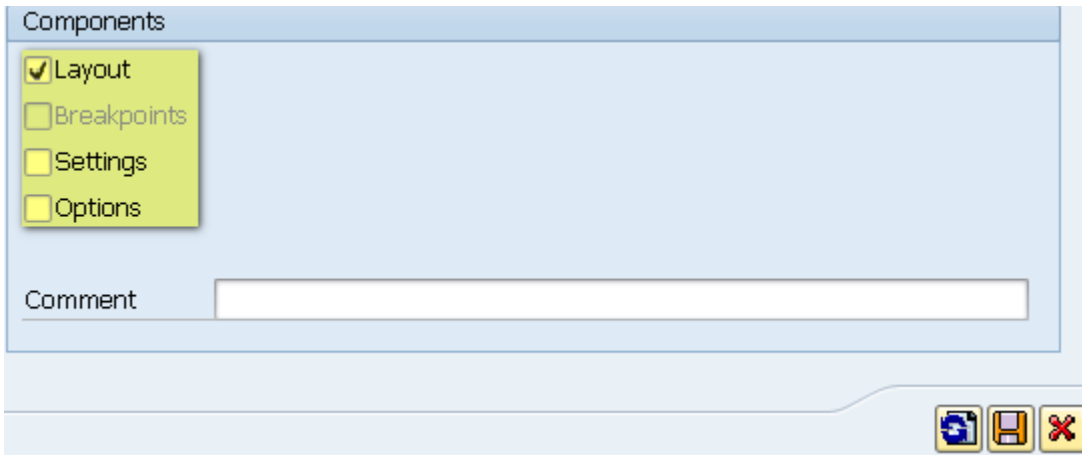 Components
Layout
Breakpoints
Settings
Options
Comment